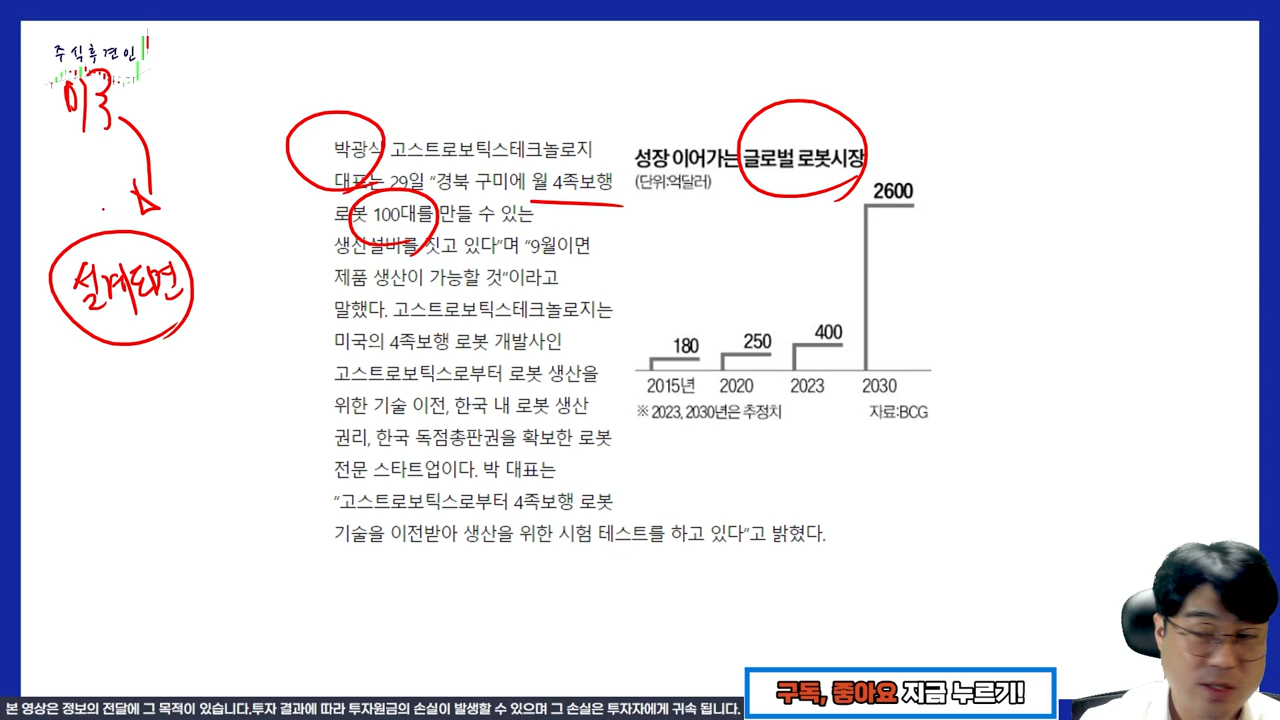 주식후견인
미국
설계도면
박광식 고스트로보틱스테크놀로지
대표는 29일 “경북 구미에 월 4족보행
로봇 100대를 만들 수 있는
생산설비를 짓고 있다”며 “9월이면
제품 생산이 가능할 것”이라고
말했다. 고스트로보틱스테크놀로지는
미국의 4족보행 로봇 개발사인
고스트로보틱스로부터 로봇 생산을
위한 기술 이전, 한국 내 로봇 생산
권리, 한국 독점총판권을 확보한 로봇
전문 스타트업이다. 박 대표는
“고스트로보틱스로부터 4족보행 로봇
기술을 이전받아 생산을 위한 시험 테스트를 하고 있다”고 밝혔다.
성장 이어가는 글로벌 로봇시장
(단위:억달러)
2600
400
250
180
2015년 2020 2023 2030
※ 2023, 2030년은 추정치 자료:BCG
구독, 좋아요 지금 누르기!
본 영상은 정보의 전달에 그 목적이 있습니다.투자 결과에 따라 투자원금의 손실이 발생할 수 있으며 그 손실은 투자자에게 귀속 됩니다.